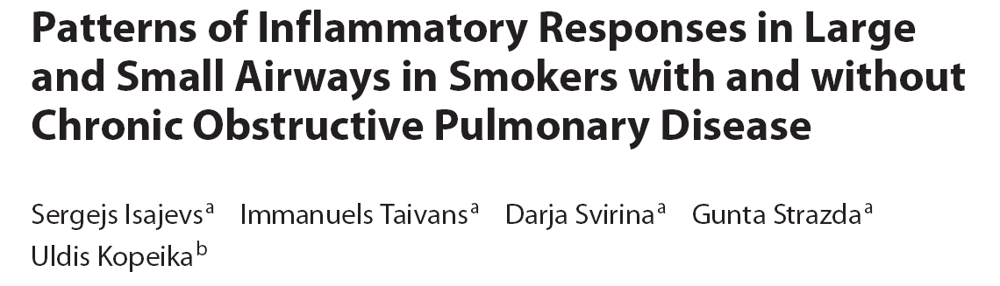 Patterns of Inflammatory Responses in Large
and Small Airways in Smokers with and without
Chronic Obstructive Pulmonary Disease
Sergejs Isajevsᵃ Immanuels Taivansᵃ Darja Svirinaᵃ Gunta Strazdaᵃ
Uldis Kopeikaᵇ